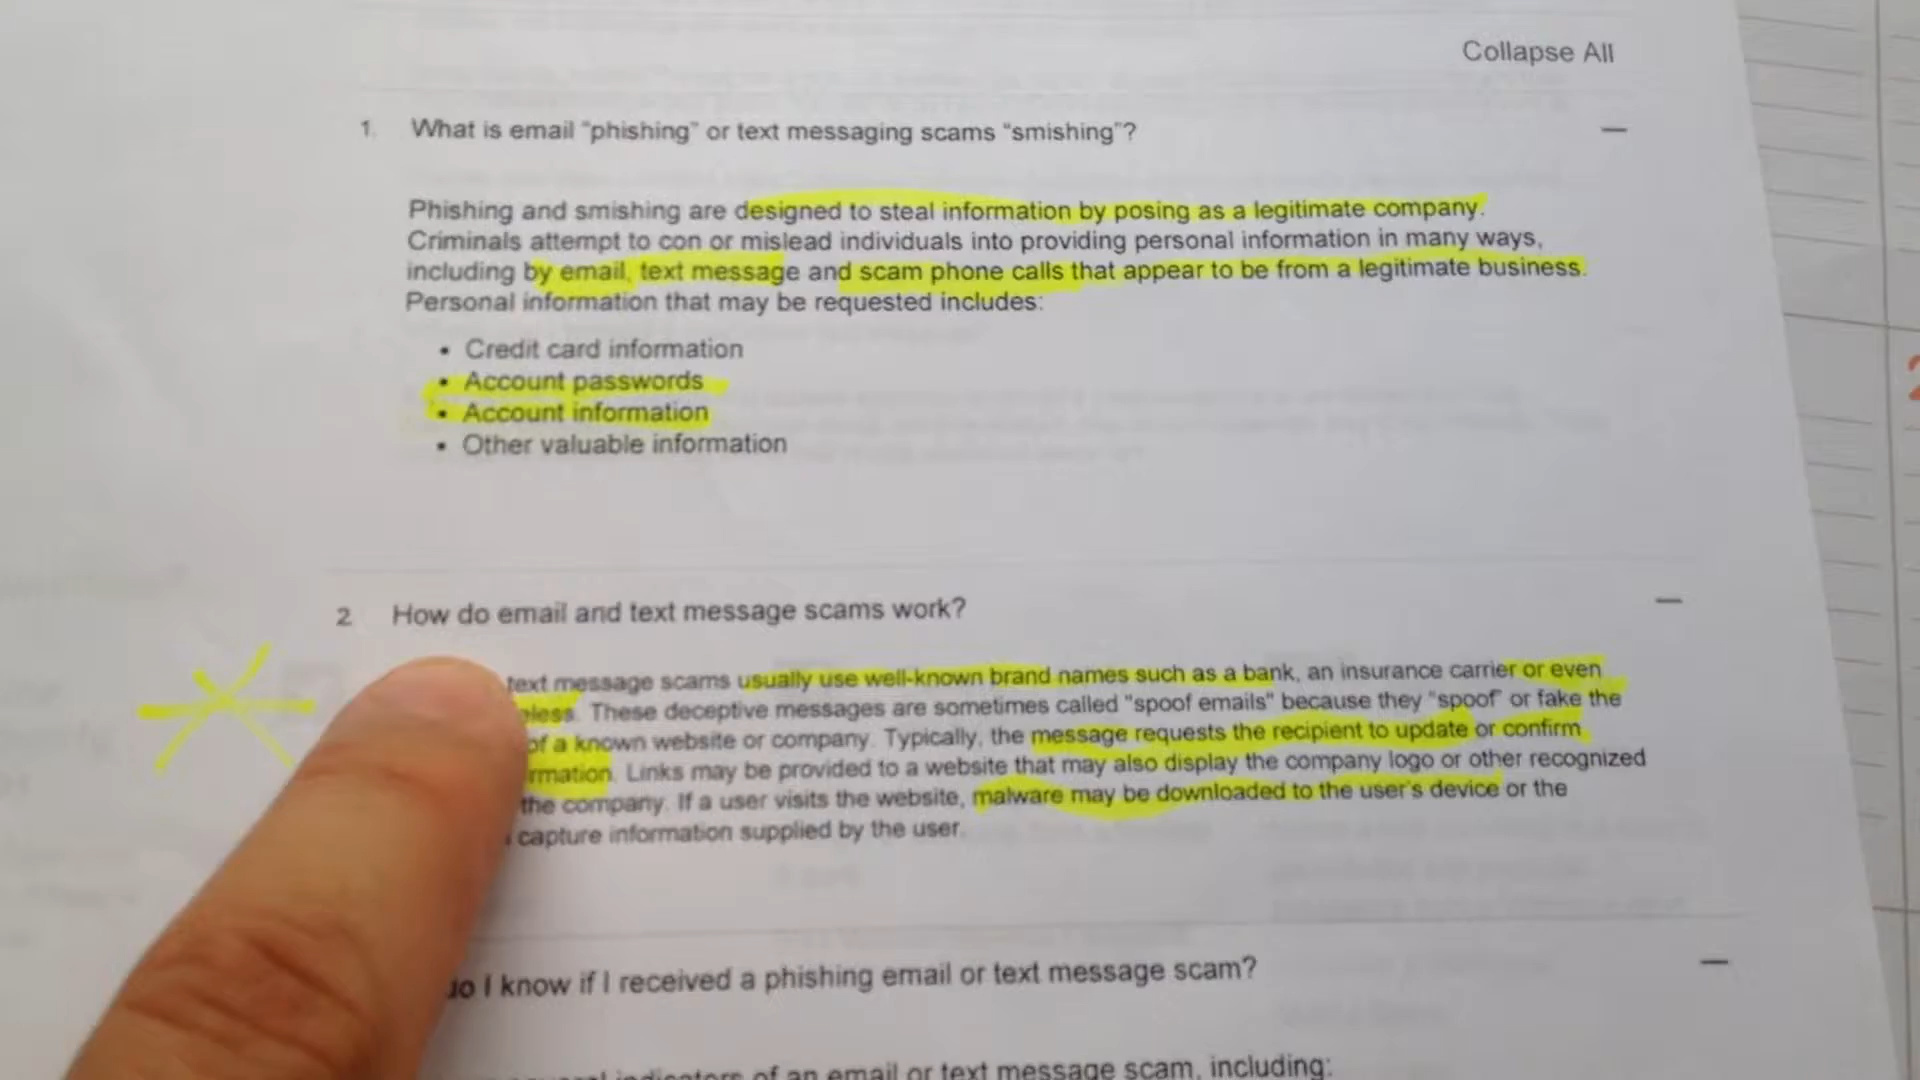 Collapse All
1. What is email “phishing” or text messaging scams “smishing”?
Phishing and smishing are designed to steal information by posing as a legitimate company.
Criminals attempt to con or mislead individuals into providing personal information in many ways,
including by email, text message and scam phone calls that appear to be from a legitimate business.
Personal information that may be requested includes:
• Credit card information
• Account passwords
• Account information
• Other valuable information
2 How do email and text message scams work?
text message scams usually use well-known brand names such as a bank, an insurance carrier or even
These deceptive messages are sometimes called "spoof emails" because they "spoof" or fake the
of a known website or company. Typically, the message requests the recipient to update or confirm
Links may be provided to a website that may also display the company logo or other recognized
the company. If a user visits the website, malware may be downloaded to the user's device or the
capture information supplied by the user.
I know if I received a phishing email or text message scam?
of an email or text message scam, including: